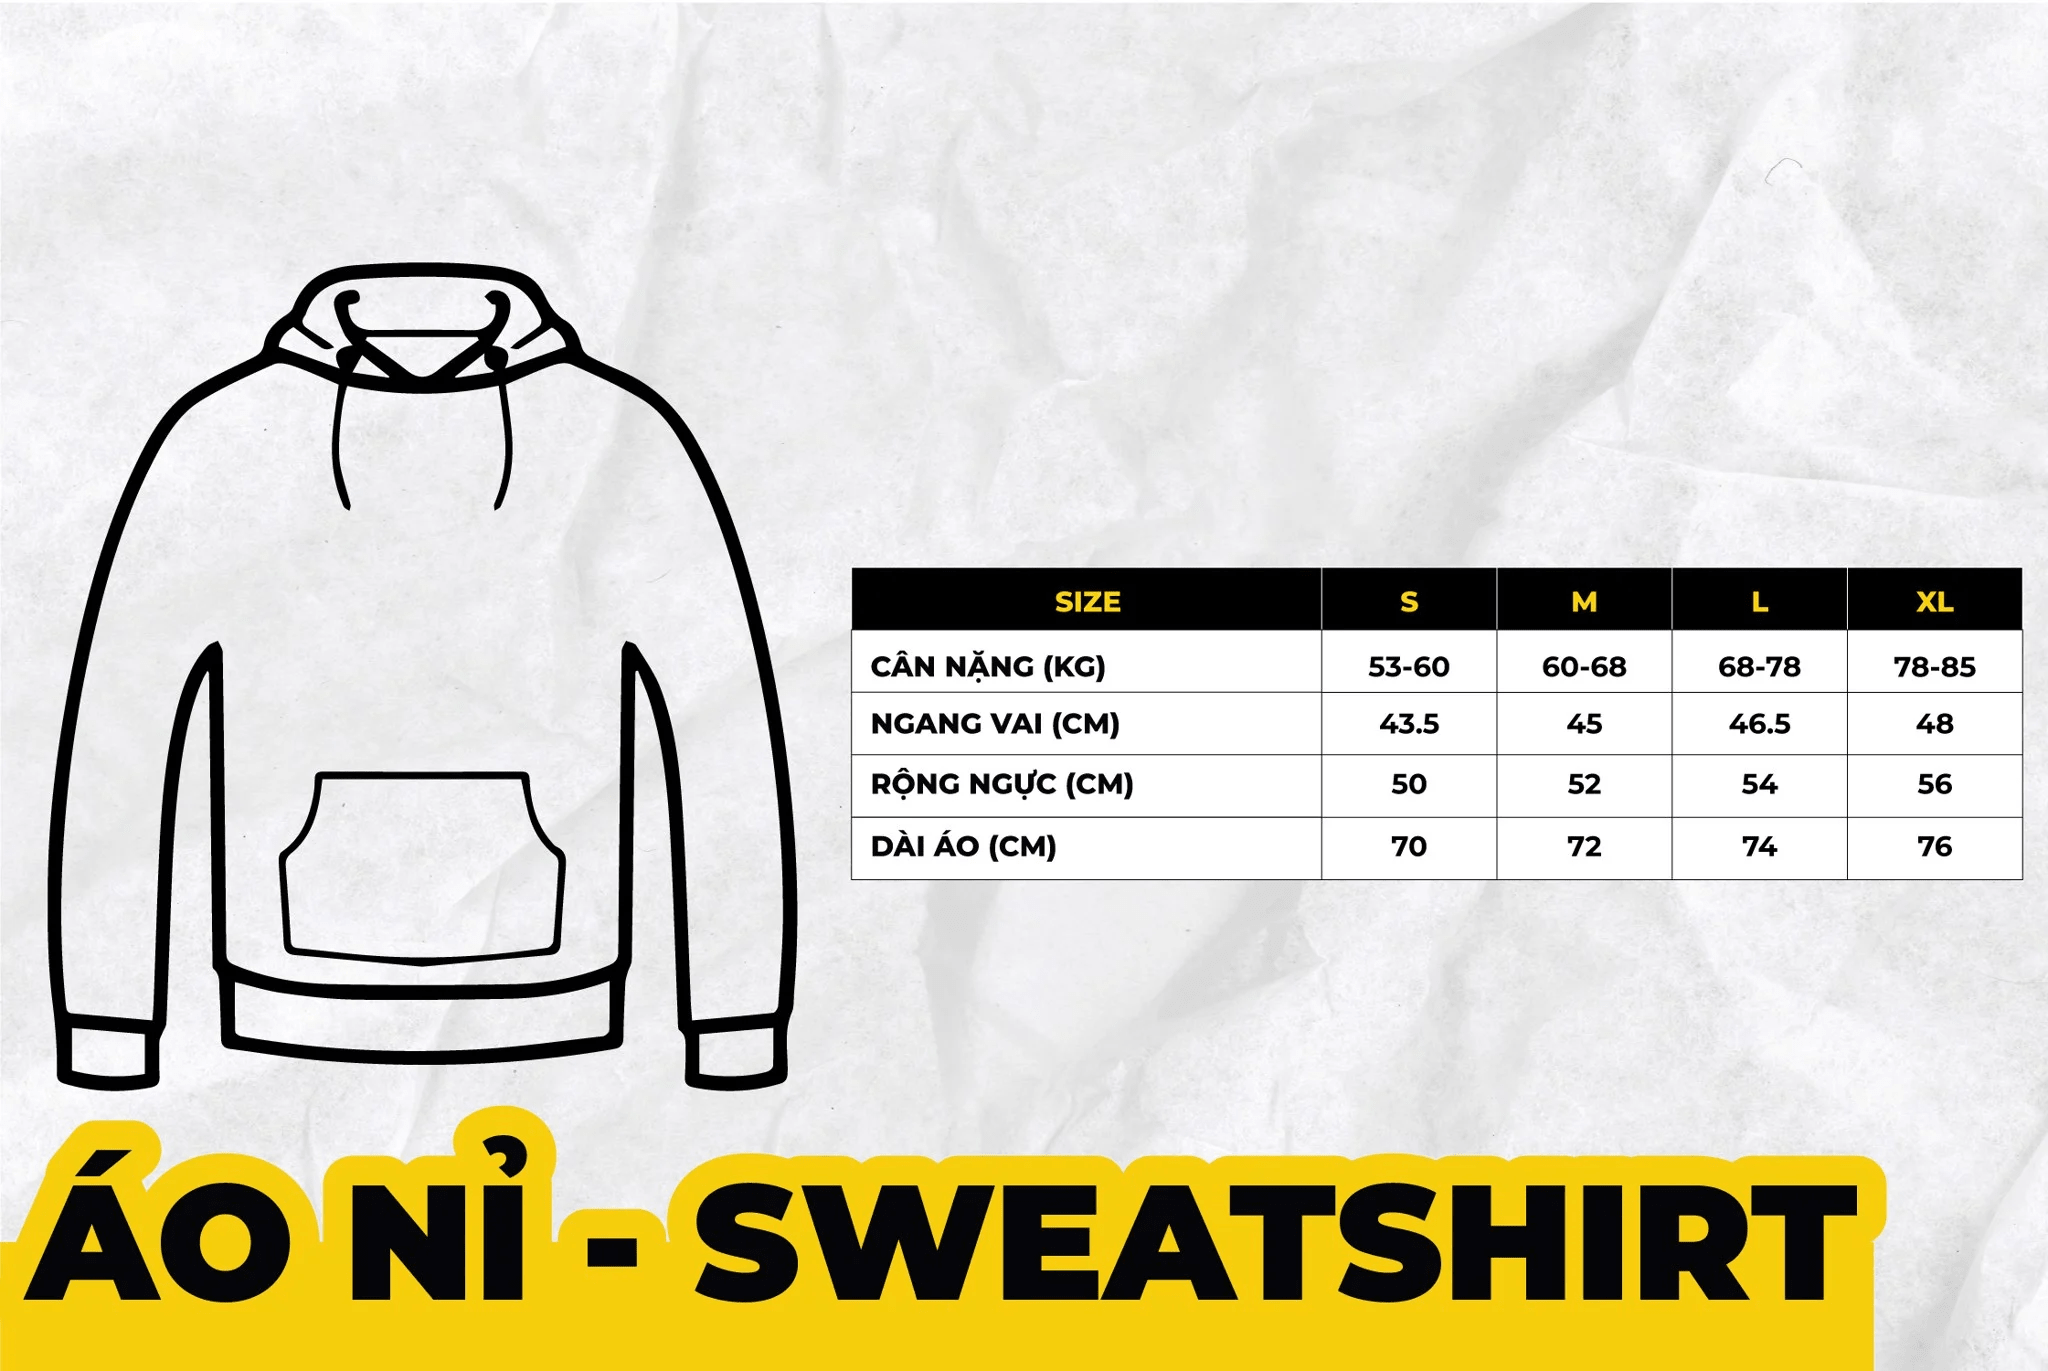 SIZE S M L XL
CÂN NẶNG (KG) 53-60 60-68 68-78 78-85
NGANG VAI (CM) 43.5 45 46.5 48
RỘNG NGỰC (CM) 50 52 54 56
DÀI ÁO (CM) 70 72 74 76
ÁO NỈ - SWEATSHIRT